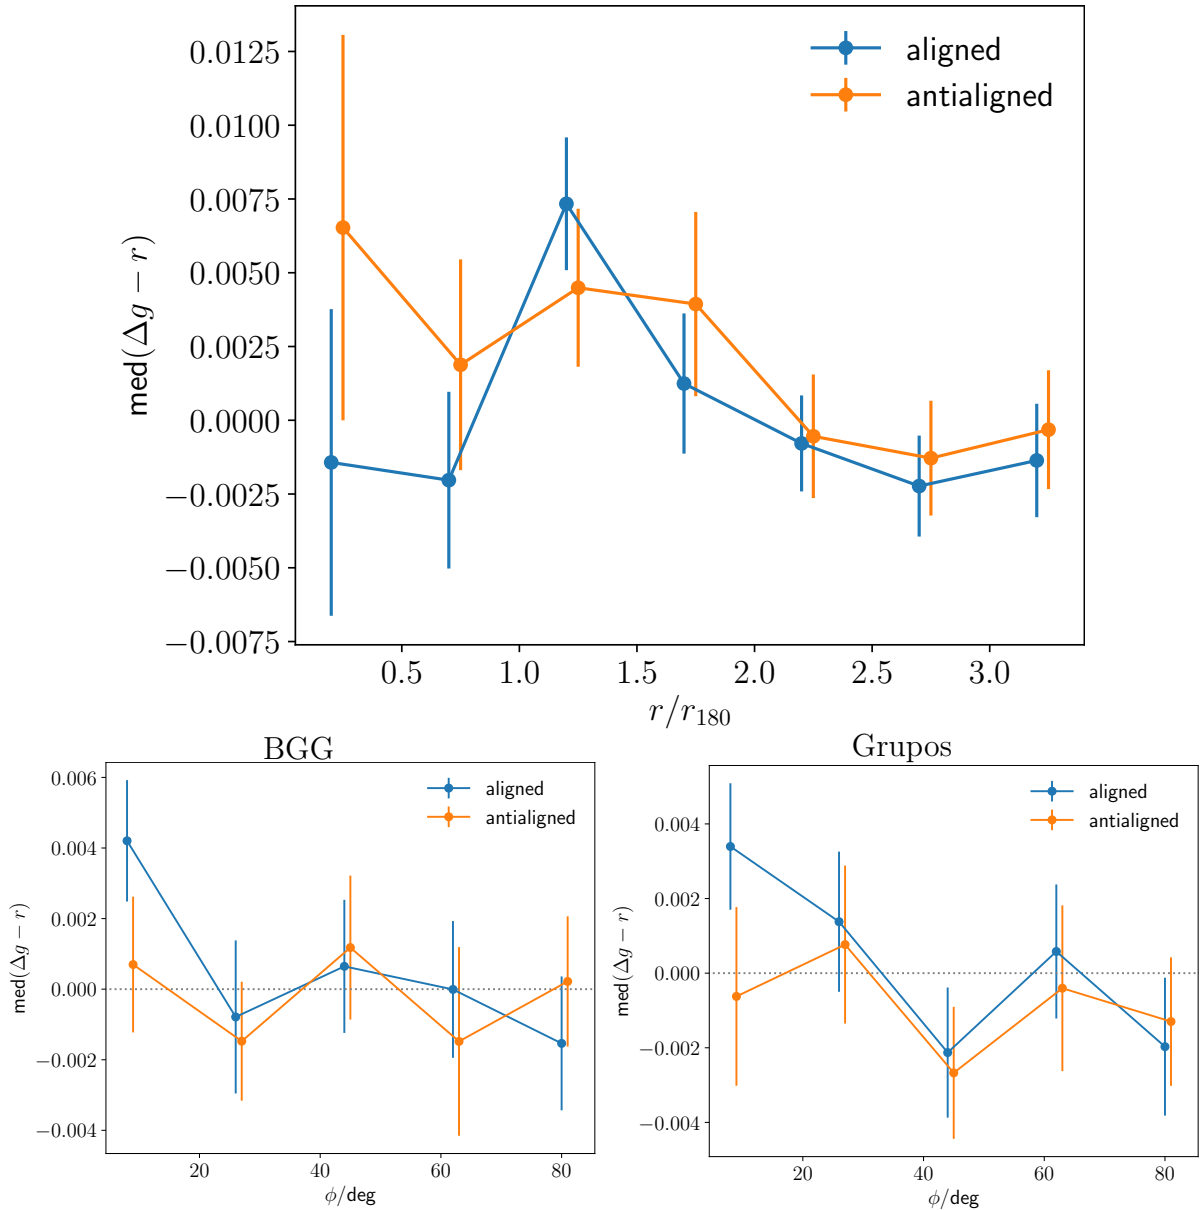 aligned
antialigned
med(Δg − r)
0.0125
0.0100
0.0075
0.0050
0.0025
0.0000
−0.0025
−0.0050
−0.0075
0.5 1.0 1.5 2.0 2.5 3.0
r/r180
BGG
aligned
antialigned
med(Δg − r)
0.006
0.004
0.002
0.000
−0.002
−0.004
20 40 60 80
ϕ/deg
Grupos
aligned
antialigned
med(Δg − r)
0.004
0.002
0.000
−0.002
−0.004
20 40 60 80
ϕ/deg